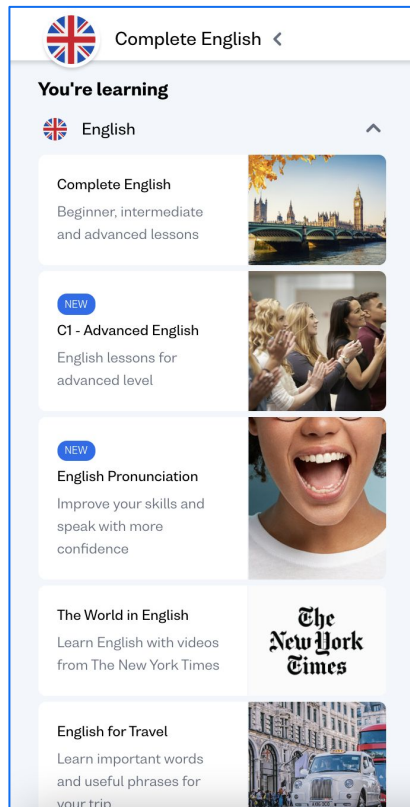 Complete English
You're learning
English
Complete English
Beginner, intermediate
and advanced lessons
NEW
C1 - Advanced English
English lessons for
advanced level
NEW
English Pronunciation
Improve your skills and
speak with more
confidence
The World in English
Learn English with videos
from The New York Times
The
New York
Times
English for Travel
Learn important words
and useful phrases for
your trip